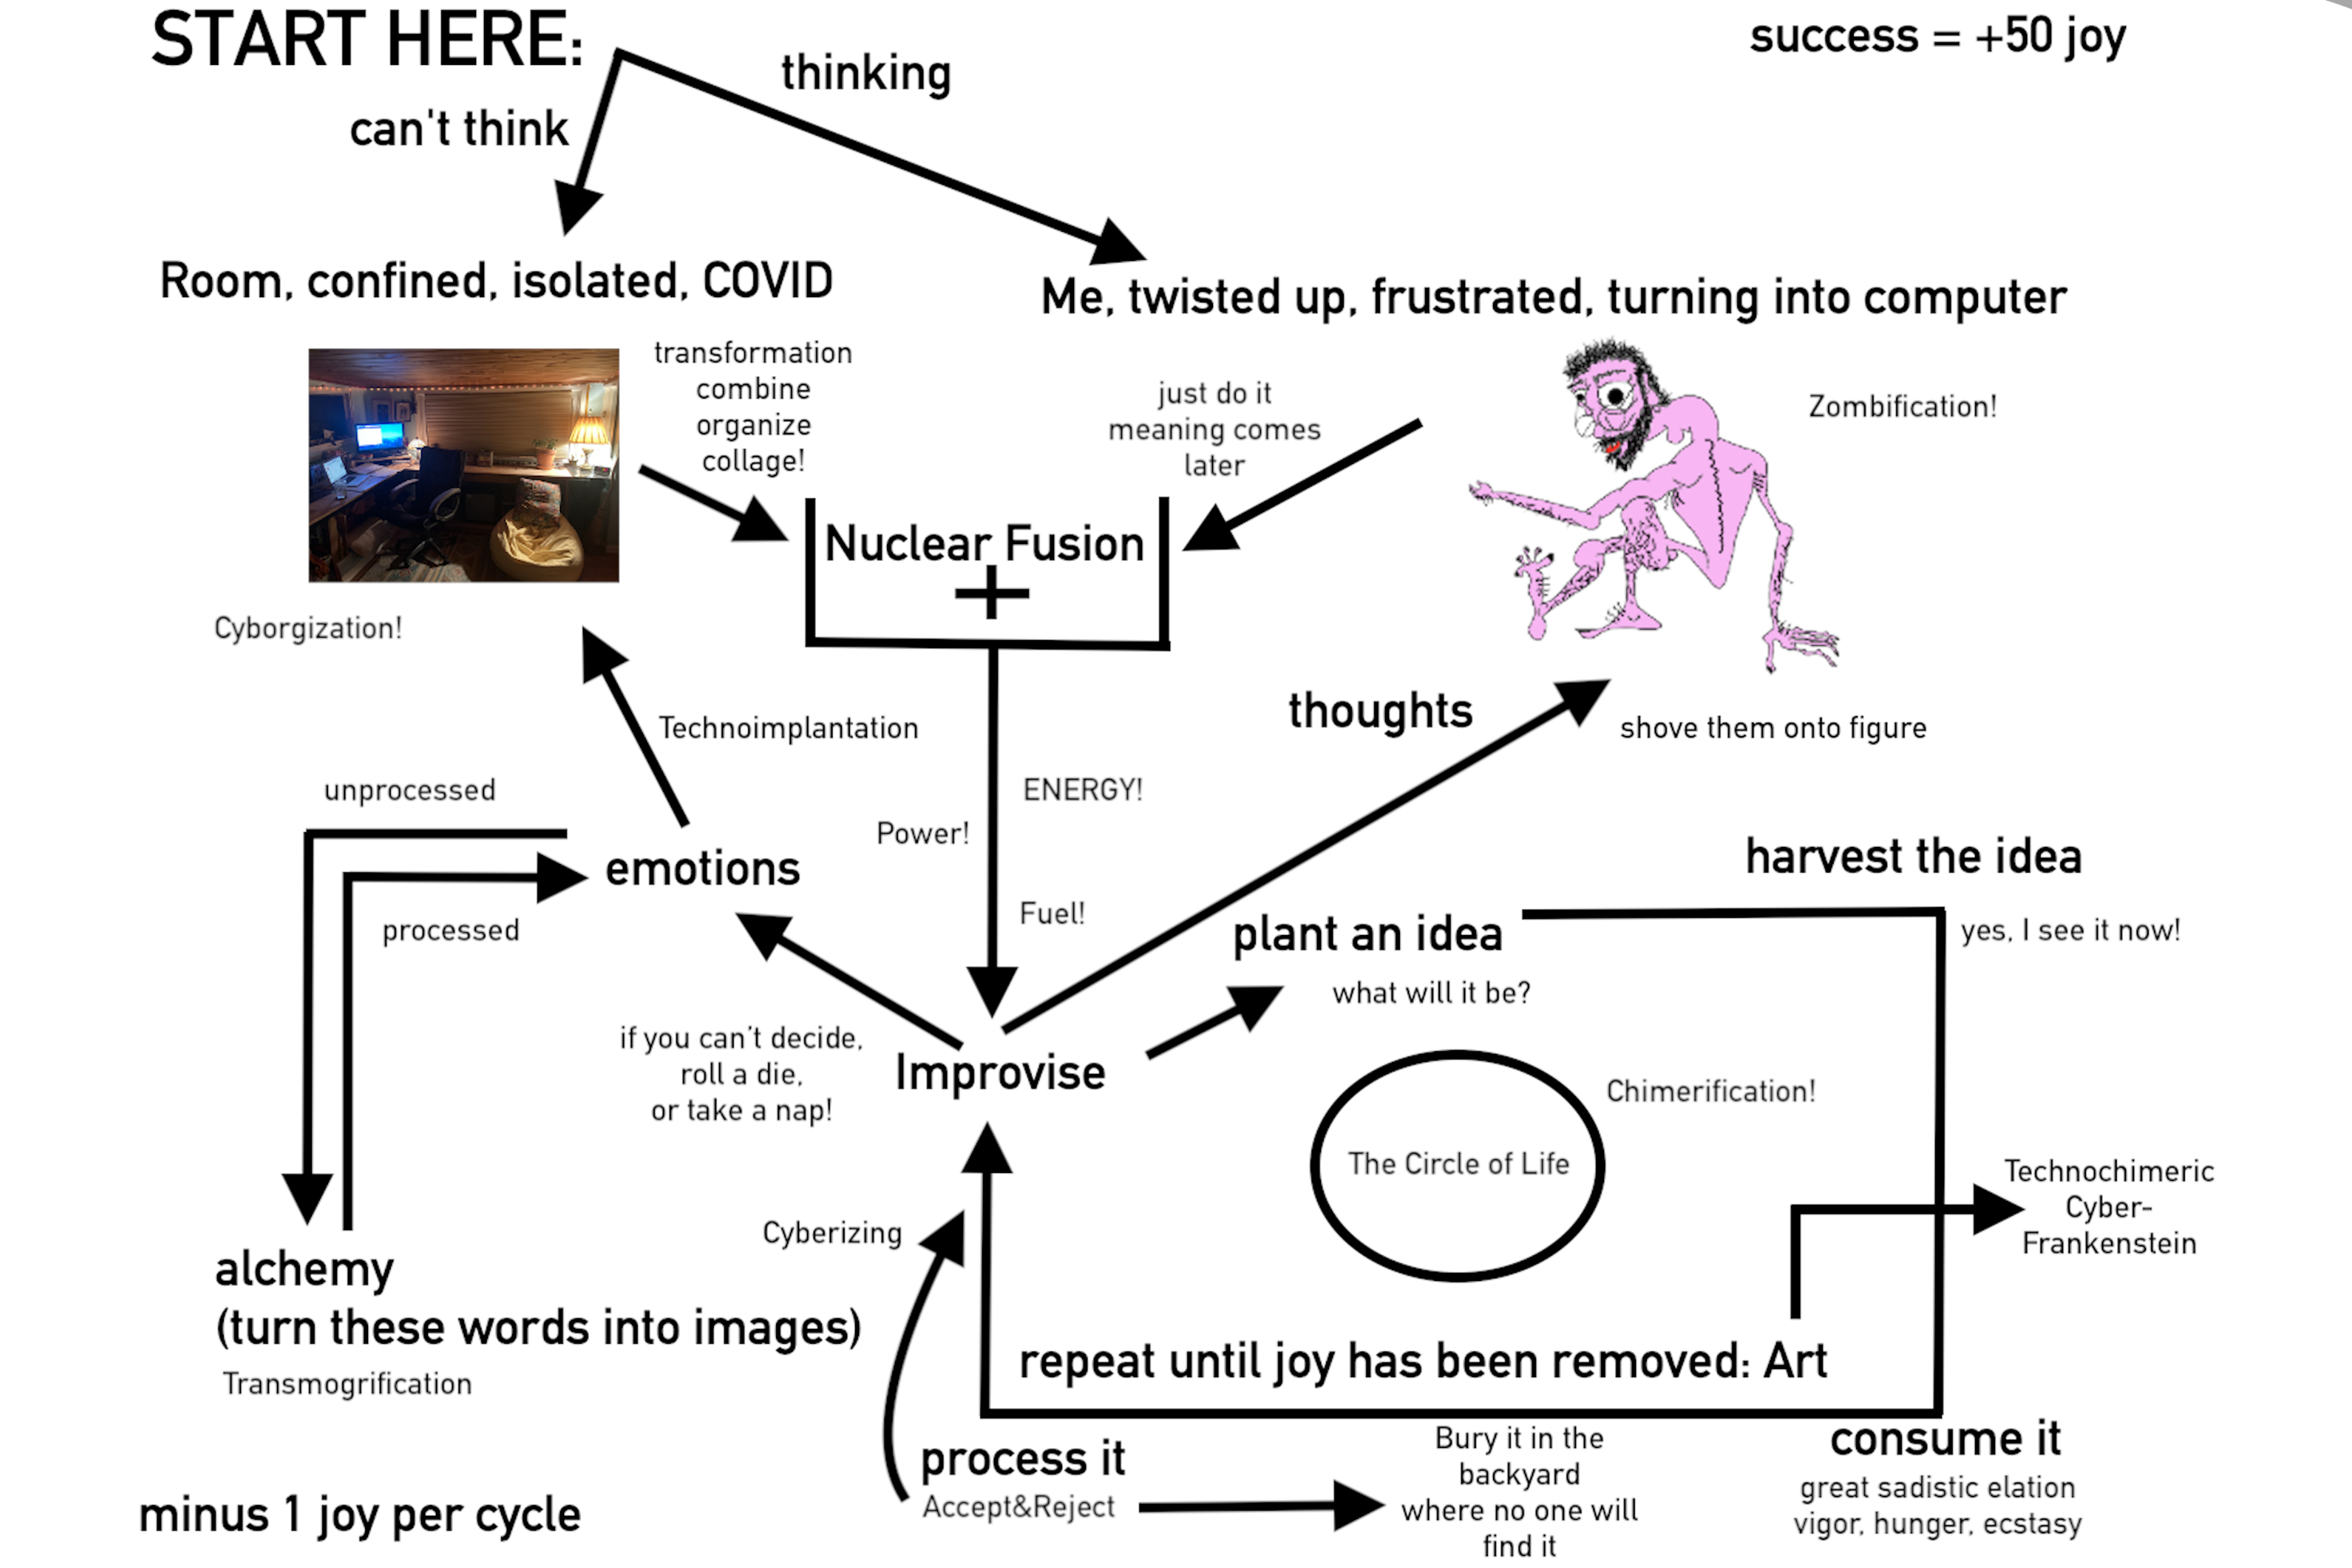 START HERE:
success = +50 joy
thinking
can't think
Room, confined, isolated, COVID
Me, twisted up, frustrated, turning into computer
transformation
combine
organize
collage!
just do it
meaning comes
later
Zombification!
Nuclear Fusion
+
Cyborgization!
thoughts
shove them onto figure
Technoimplantation
unprocessed
ENERGY!
Power!
Fuel!
emotions
processed
harvest the idea
yes, I see it now!
plant an idea
what will it be?
if you can't decide,
roll a die,
or take a nap!
Improvise
Chimerification!
The Circle of Life
Technochimeric
Cyber-
Frankenstein
Cyberizing
alchemy
(turn these words into images)
Transmogrification
repeat until joy has been removed: Art
process it
Accept&Reject
Bury it in the
backyard
where no one will
find it
consume it
great sadistic elation
vigor, hunger, ecstasy
minus 1 joy per cycle